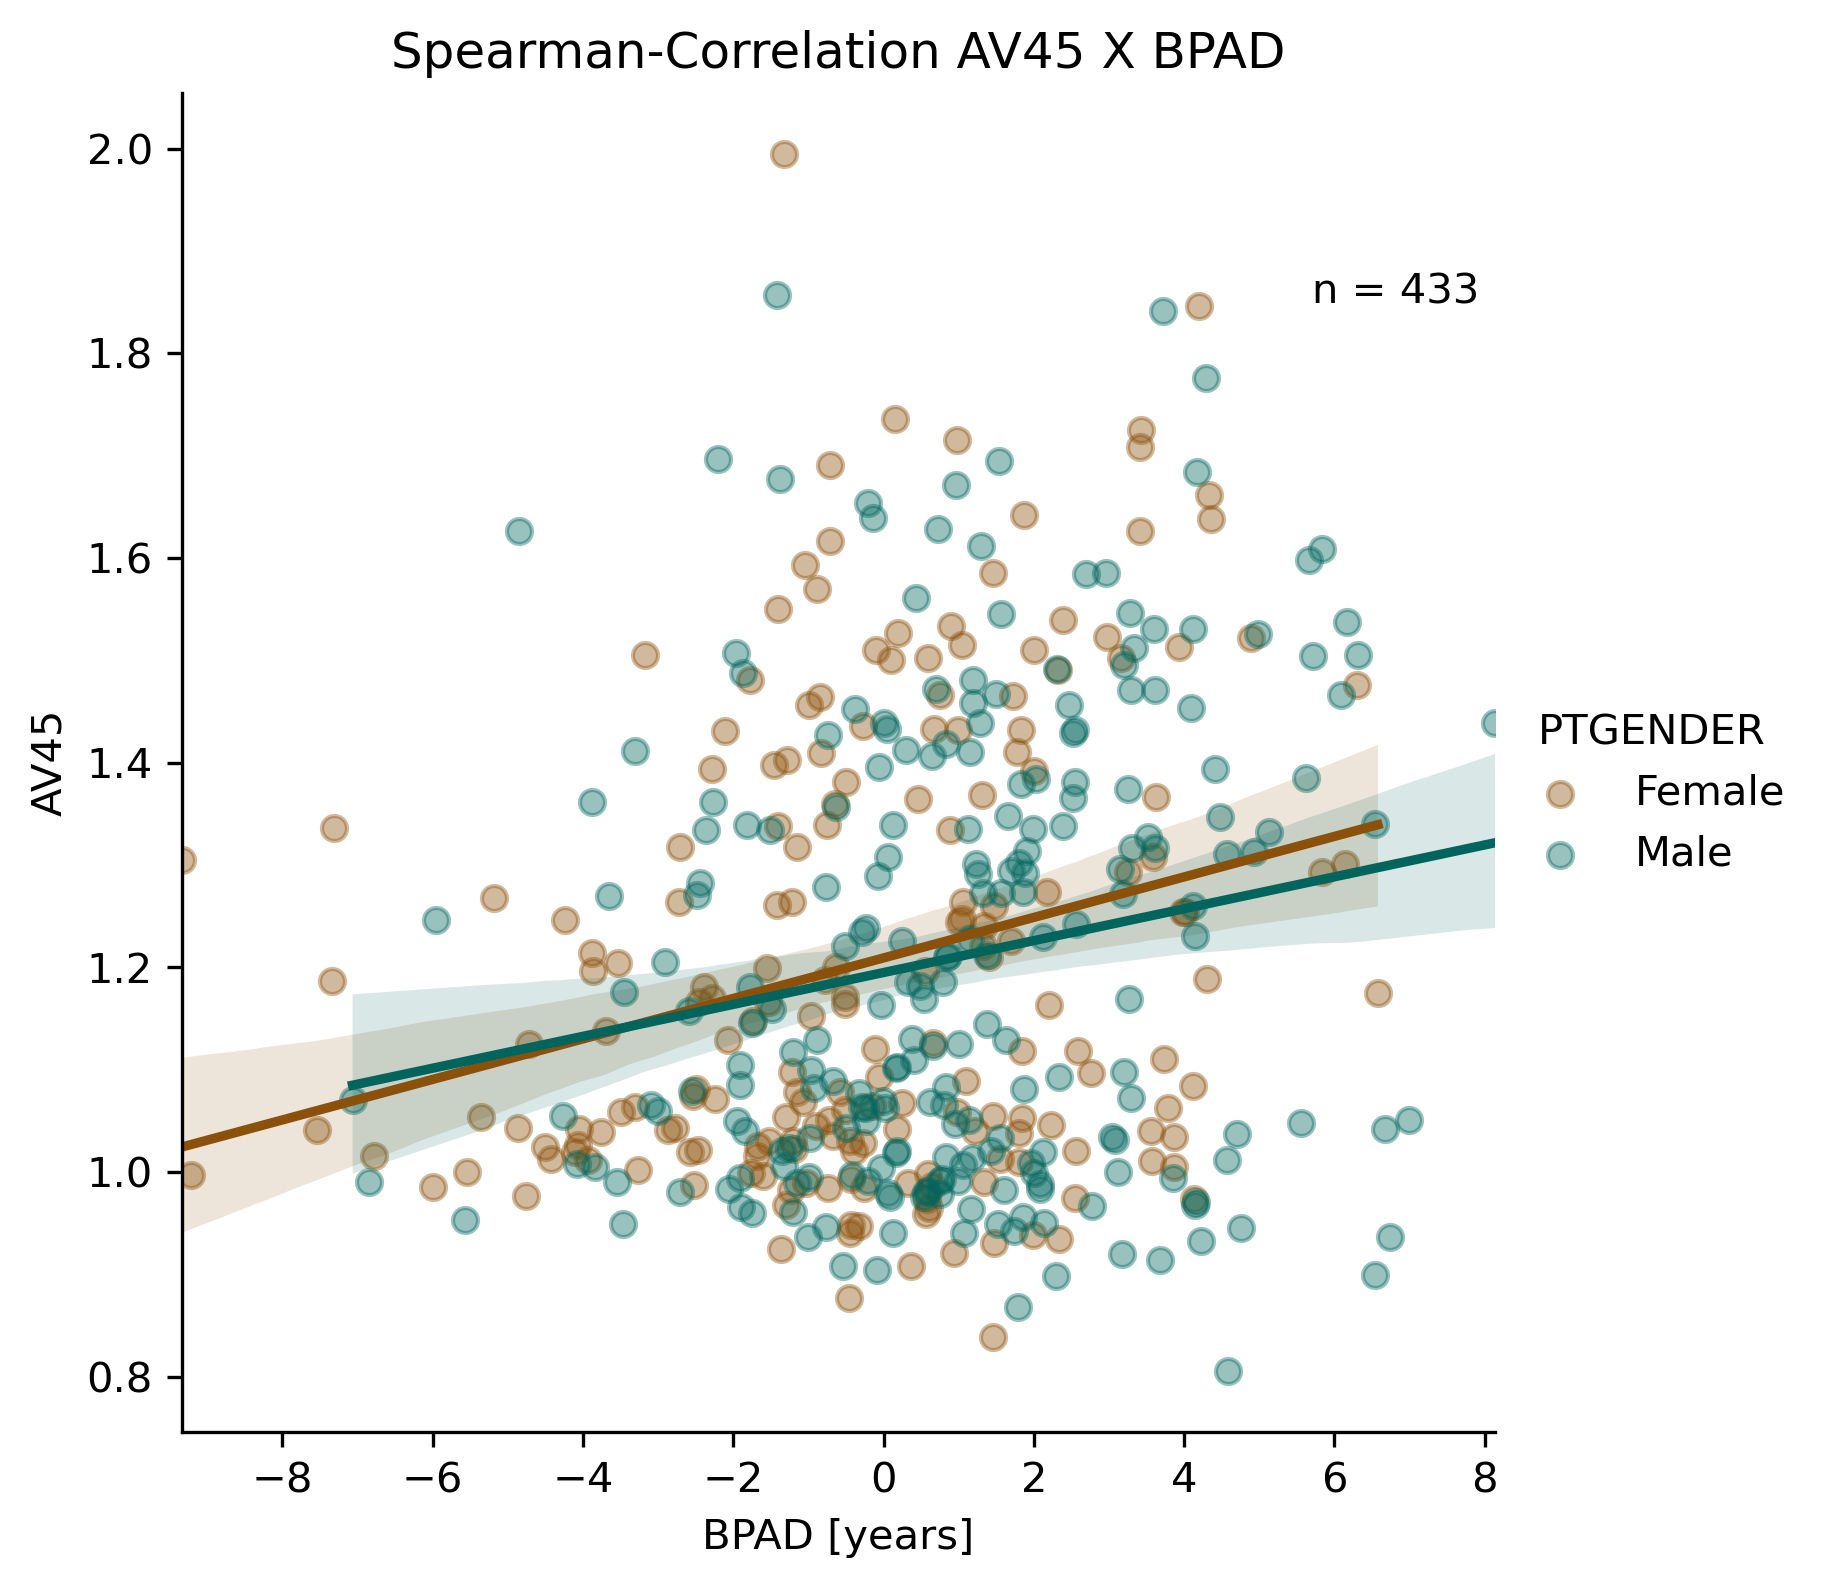 Spearman-Correlation AV45 X BPAD
n = 433
2.0
1.8
1.6
1.4
1.2
1.0
0.8
AV45
−8 −6 −4 −2 0 2 4 6 8
BPAD [years]
PTGENDER
Female
Male